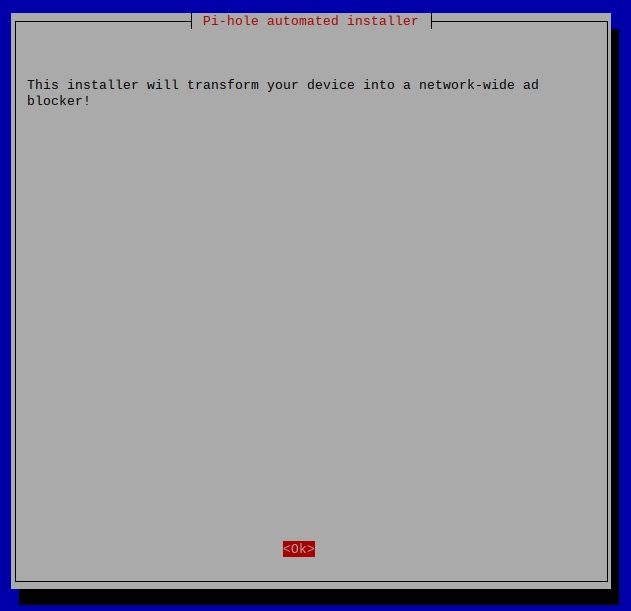 Pi-hole automated installer
This installer will transform your device into a network-wide ad
blocker!
<Ok>